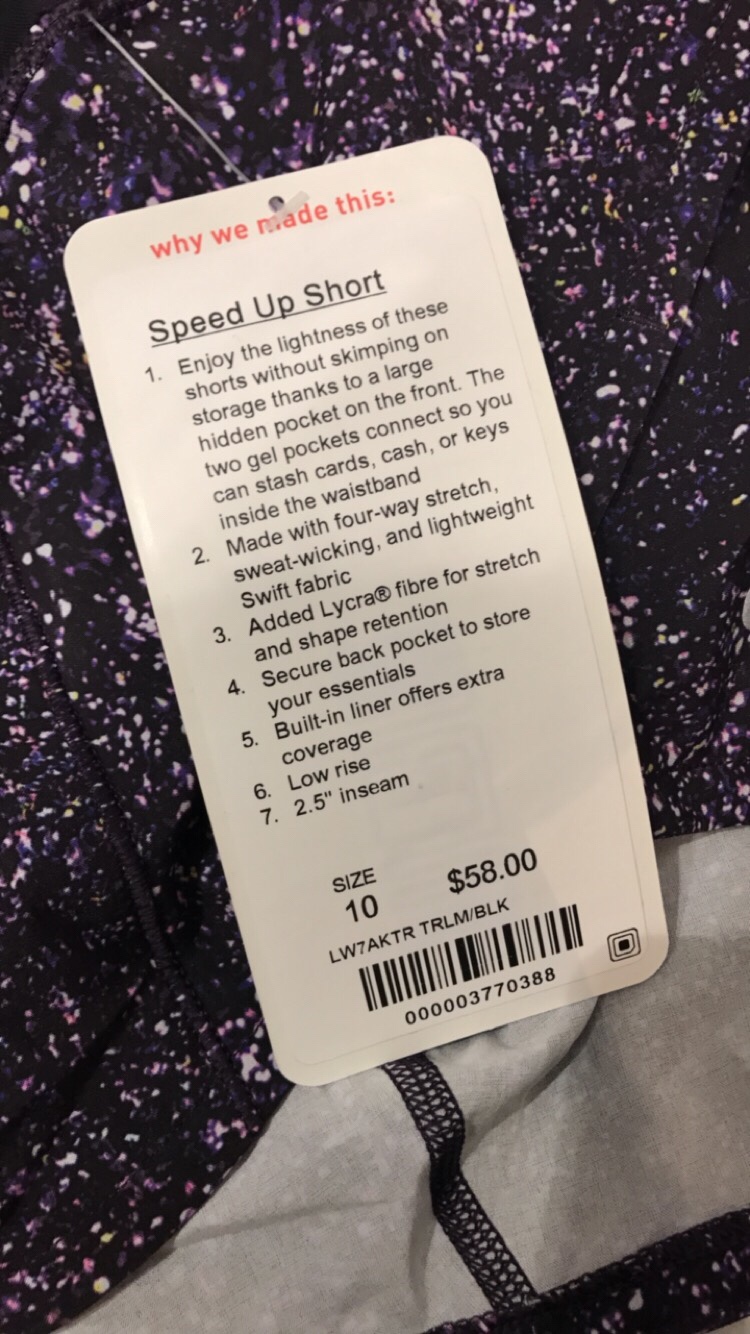 why we made this:
Speed Up Short
1. Enjoy the lightness of these
shorts without skimping on
storage thanks to a large
hidden pocket on the front. The
two gel pockets connect so you
can stash cards, cash, or keys
inside the waistband
2. Made with four-way stretch,
sweat-wicking, and lightweight
Swift fabric
3. Added Lycra® fibre for stretch
and shape retention
4. Secure back pocket to store
your essentials
5. Built-in liner offers extra
coverage
6. Low rise
7. 2.5" inseam
SIZE
10
$58.00
LW7AKTR TRLM/BLK
000003770388